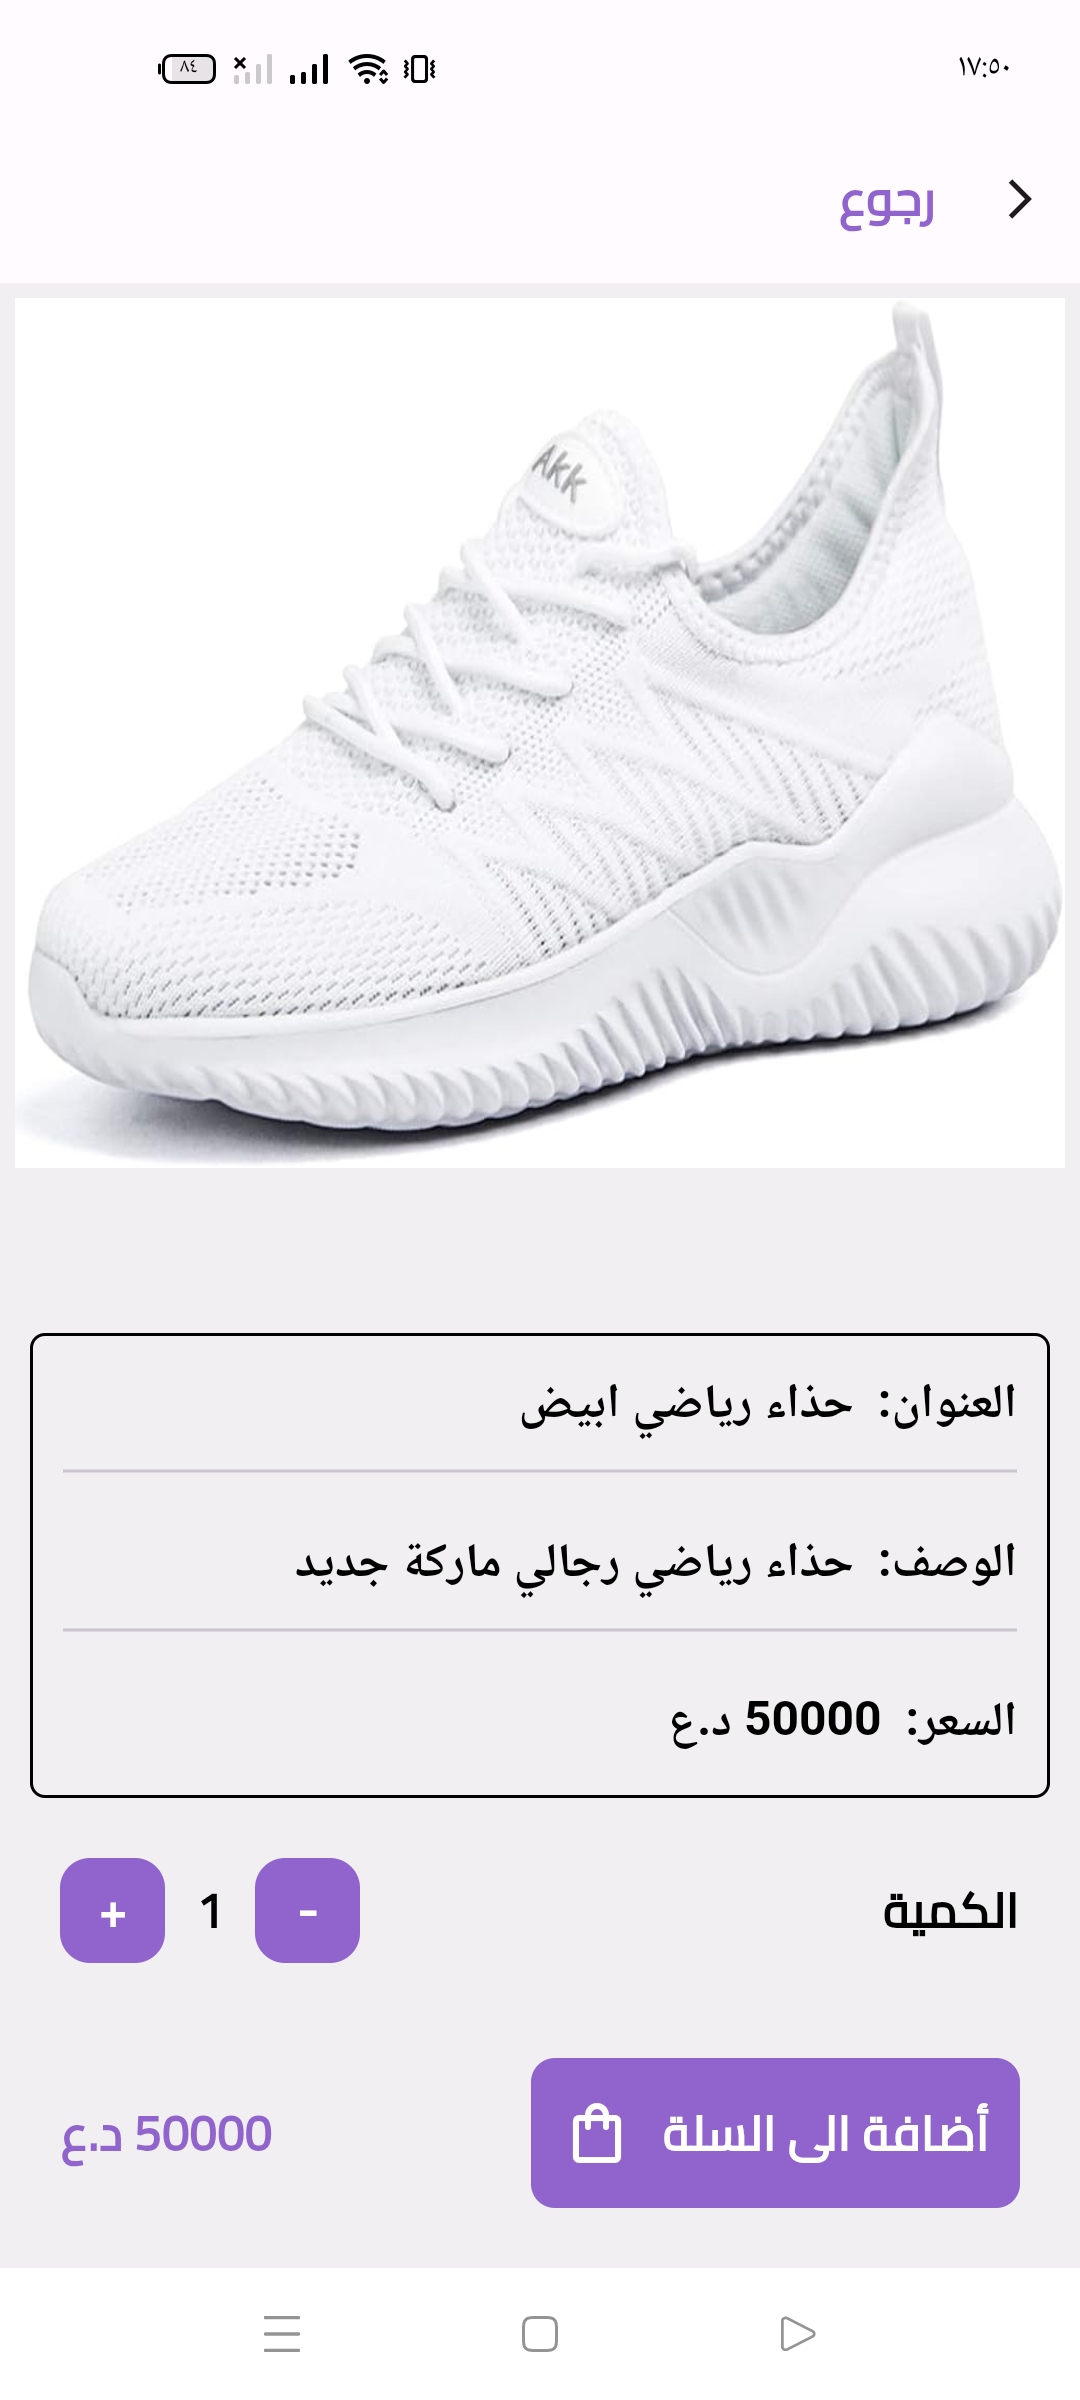 ١٧:٥٠
٨٤
رجوع
Akk
العنوان: حذاء رياضي ابيض
الوصف: حذاء رياضي رجالي ماركة جديد
السعر: 50000 د.ع
الكمية
- 1 +
أضافة الى السلة
50000 د.ع